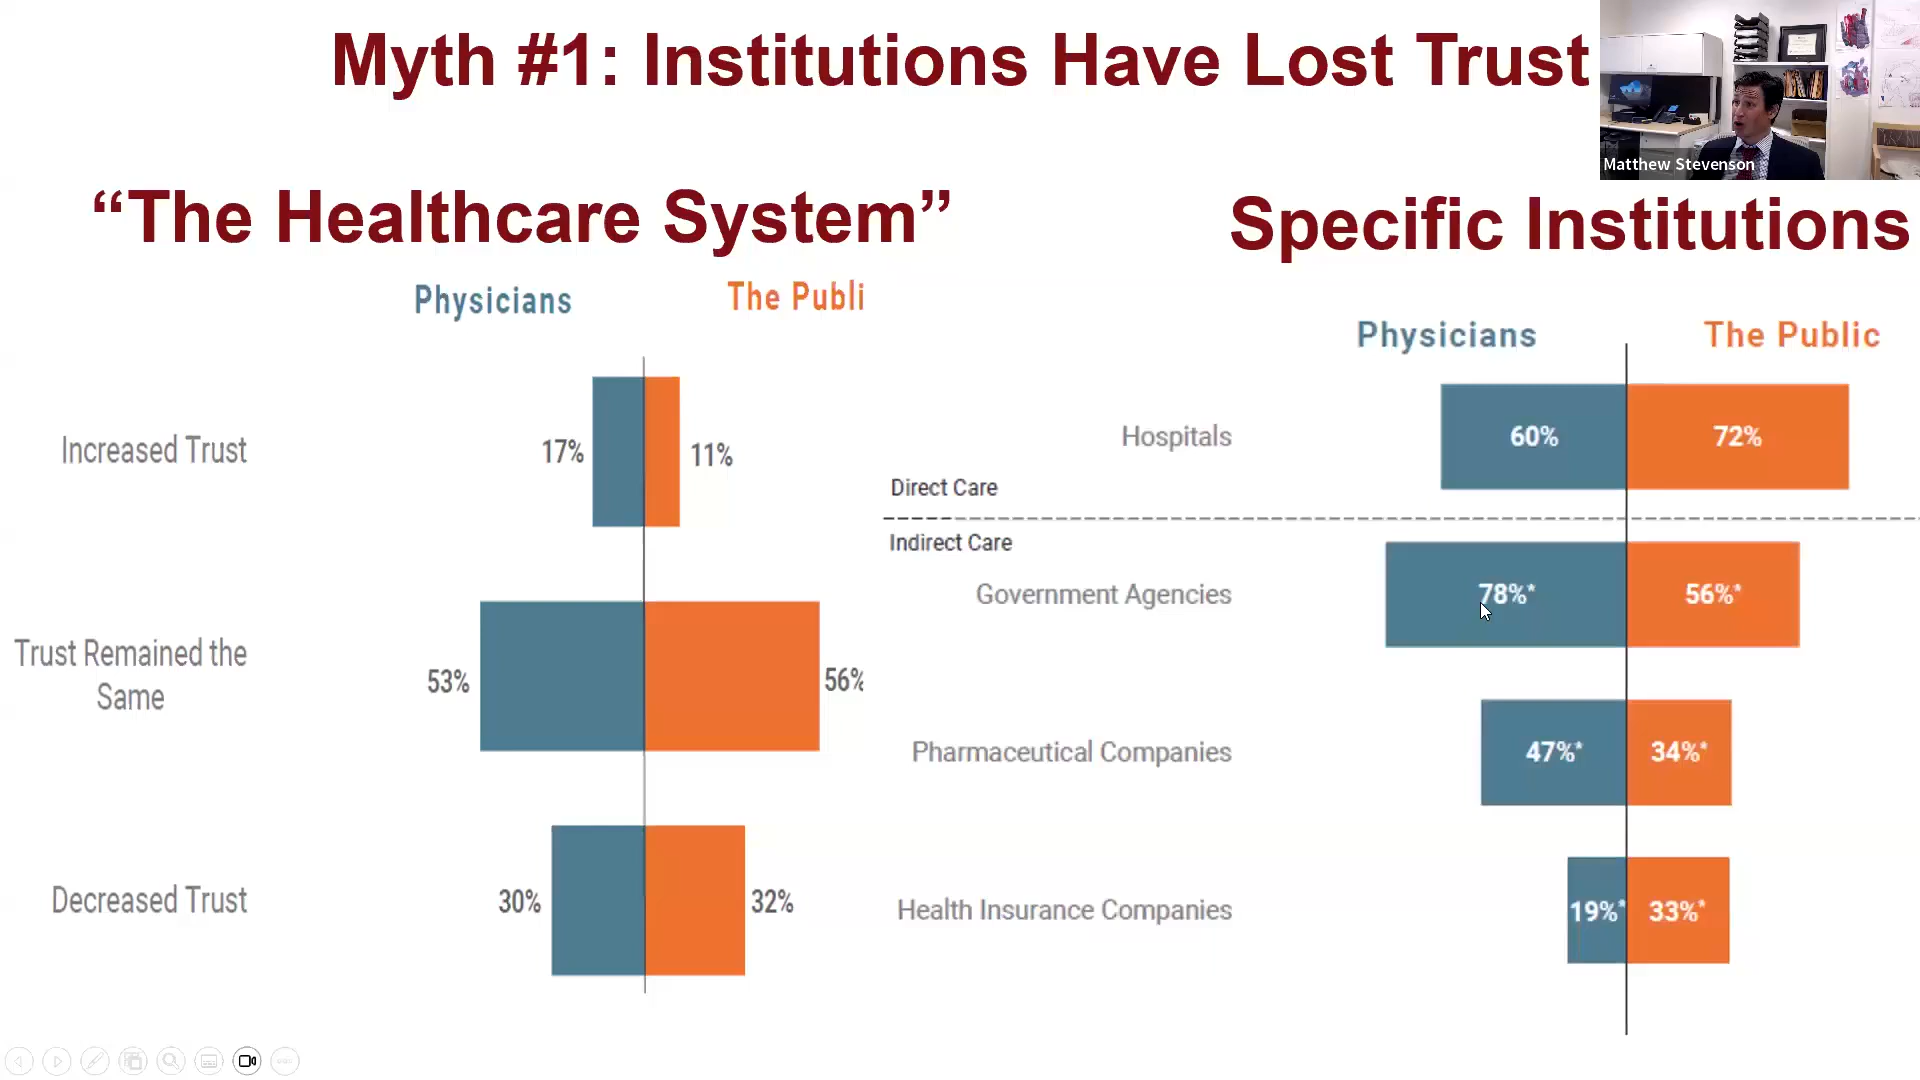 Myth #1: Institutions Have Lost Trust
Matthew Stevenson
“The Healthcare System”
Physicians
The Publi
Increased Trust
17%
11%
Trust Remained the
Same
53%
56%
Decreased Trust
30%
32%
Specific Institutions
Physicians
The Public
Hospitals
60%
72%
Direct Care
Indirect Care
Government Agencies
78%*
56%*
Pharmaceutical Companies
47%*
34%*
Health Insurance Companies
19%*
33%*